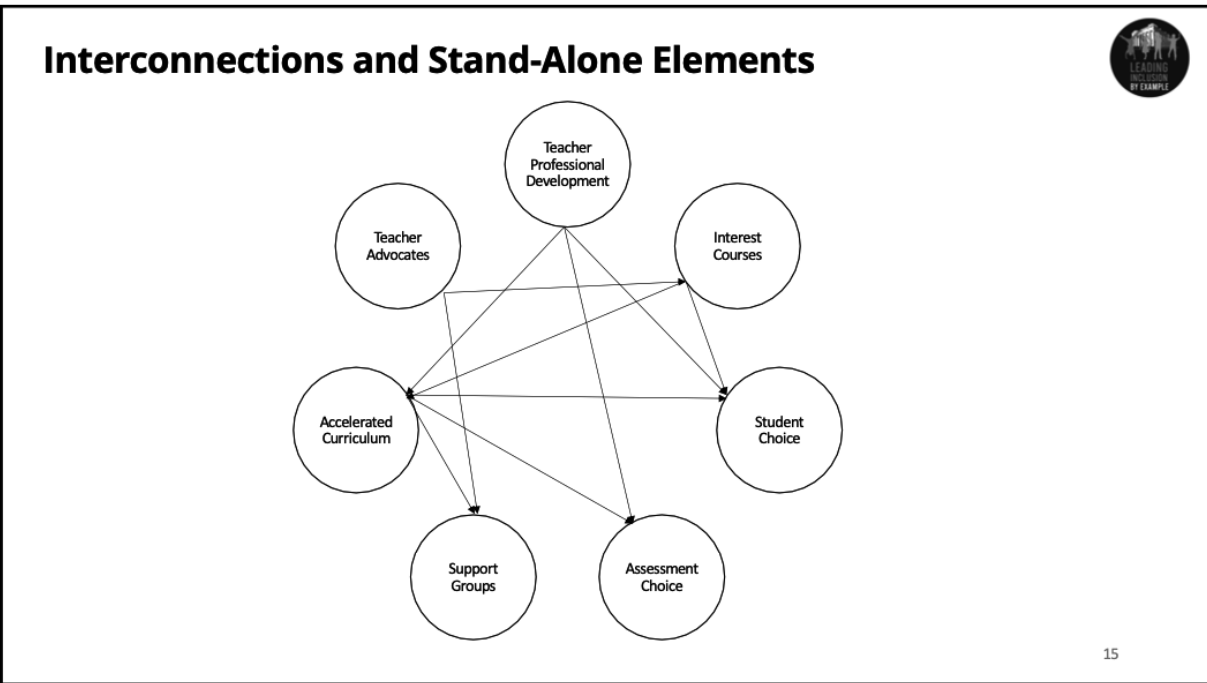 Interconnections and Stand-Alone Elements
LEADING
INCLUSION
BY EXAMPLE
Teacher
Professional
Development
Teacher
Advocates
Interest
Courses
Accelerated
Curriculum
Student
Choice
Support
Groups
Assessment
Choice
15